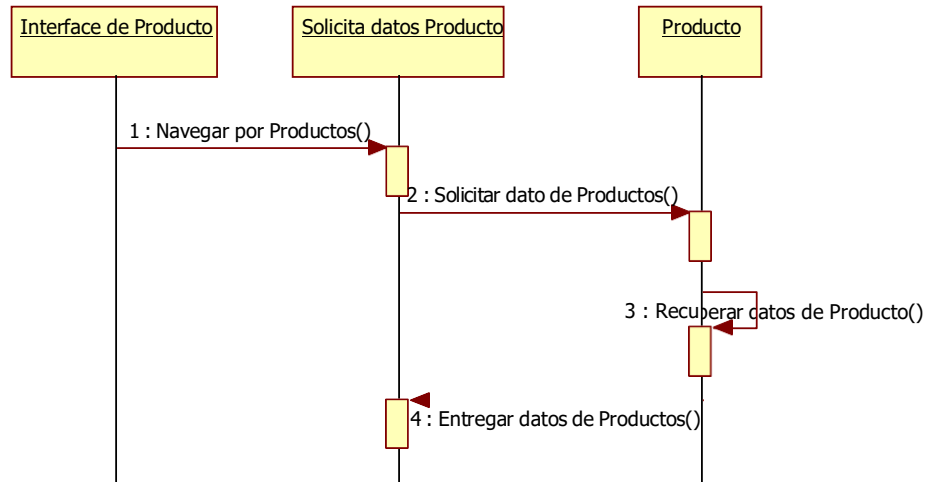 Interface de Producto
Solicita datos Producto
Producto
1 : Navegar por Productos()
2 : Solicitar dato de Productos()
3 : Recuperar datos de Producto()
4 : Entregar datos de Productos()